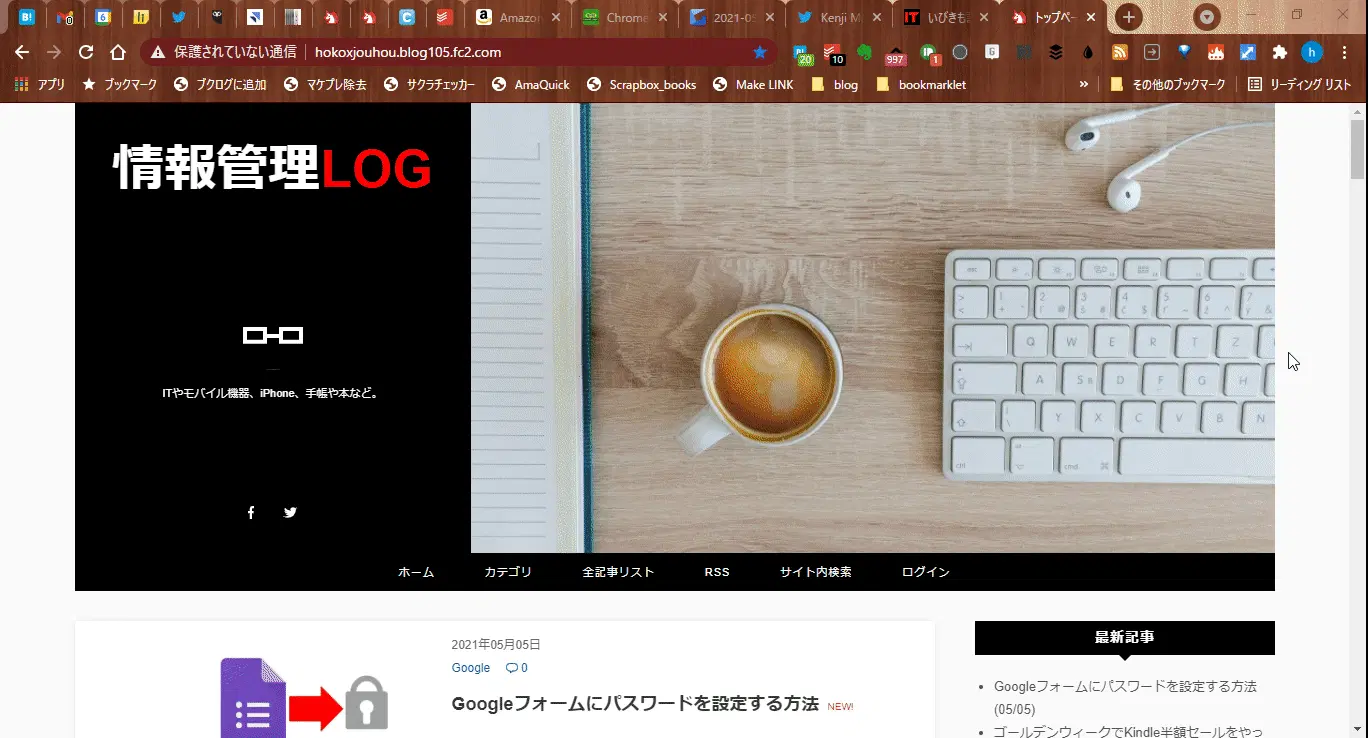 Amazon
Chrome
2021-05
Kenji M
いびきも
トップペー
保護されていない通信
hokoxjouhou.blog105.fc2.com
20
10
997
1
h
アプリ
ブックマーク
ブクログに追加
マケプレ除去
サクラチェッカー
AmaQuick
Scrapbox_books
Make LINK
blog
bookmarklet
»
その他のブックマーク
リーディング リスト
情報管理LOG
ITやモバイル機器、iPhone、手帳や本など。
ホーム
カテゴリ
全記事リスト
RSS
サイト内検索
ログイン
2021年05月05日
Google
0
Googleフォームにパスワードを設定する方法 NEW!
最新記事
Googleフォームにパスワードを設定する方法
(05/05)
ゴールデンウィークでKindle半額セールをやっ